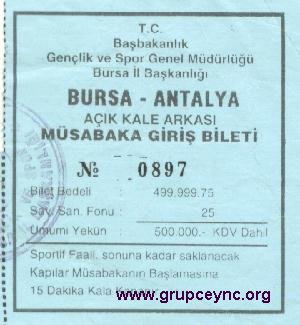 T.C.
Başbakanlık
Gençlik ve Spor Genel Müdürlüğü
Bursa İl Başkanlığı
BURSA - ANTALYA
AÇIK KALE ARKASI
MÜSABAKA GİRİŞ BİLETİ
№ 0897
Bilet Bedeli : 499.999.75
Sav. San. Fonu : 25
Umumi Yekün : 500.000.- KDV Dahil
Sportif Faali. sonuna kadar saklanacak
Kapılar Müsabakanın Başlamasına
15 Dakika Kala Kapanır.
www.grupceync.org